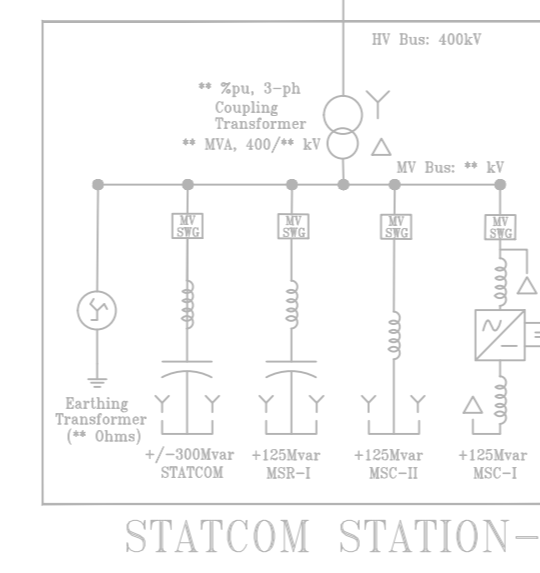 HV Bus: 400kV
** %pu, 3-ph
Coupling
Transformer
** MVA, 400/** kV
MV Bus: ** kV
MV
SWG
MV
SWG
MV
SWG
MV
SWG
Earthing
Transformer
(** Ohms)
+/-300Mvar
STATCOM
+125Mvar
MSR-I
+125Mvar
MSC-II
+125Mvar
MSC-I
STATCOM STATION-